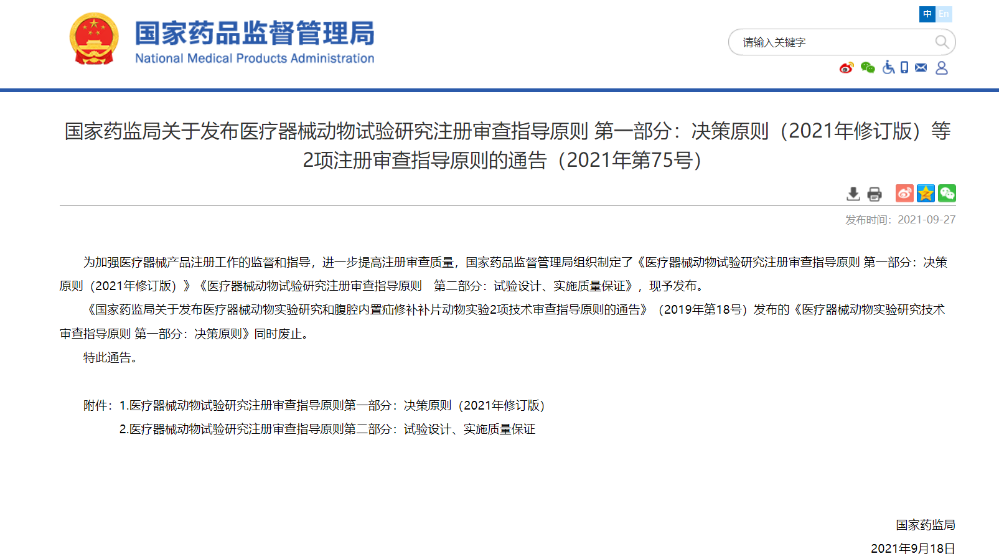 国家药品监督管理局
National Medical Products Administration
中 En
请输入关键字
国家药监局关于发布医疗器械动物试验研究注册审查指导原则 第一部分：决策原则（2021年修订版）等
2项注册审查指导原则的通告（2021年第75号）
发布时间：2021-09-27
为加强医疗器械产品注册工作的监督和指导，进一步提高注册审查质量，国家药品监督管理局组织制定了《医疗器械动物试验研究注册审查指导原则 第一部分：决策
原则（2021年修订版）》《医疗器械动物试验研究注册审查指导原则　第二部分：试验设计、实施质量保证》，现予发布。
《国家药监局关于发布医疗器械动物实验研究和腹腔内置疝修补补片动物实验2项技术审查指导原则的通告》（2019年第18号）发布的《医疗器械动物实验研究技术
审查指导原则 第一部分：决策原则》同时废止。
特此通告。
附件：1.医疗器械动物试验研究注册审查指导原则第一部分：决策原则（2021年修订版）
2.医疗器械动物试验研究注册审查指导原则第二部分：试验设计、实施质量保证
国家药监局
2021年9月18日